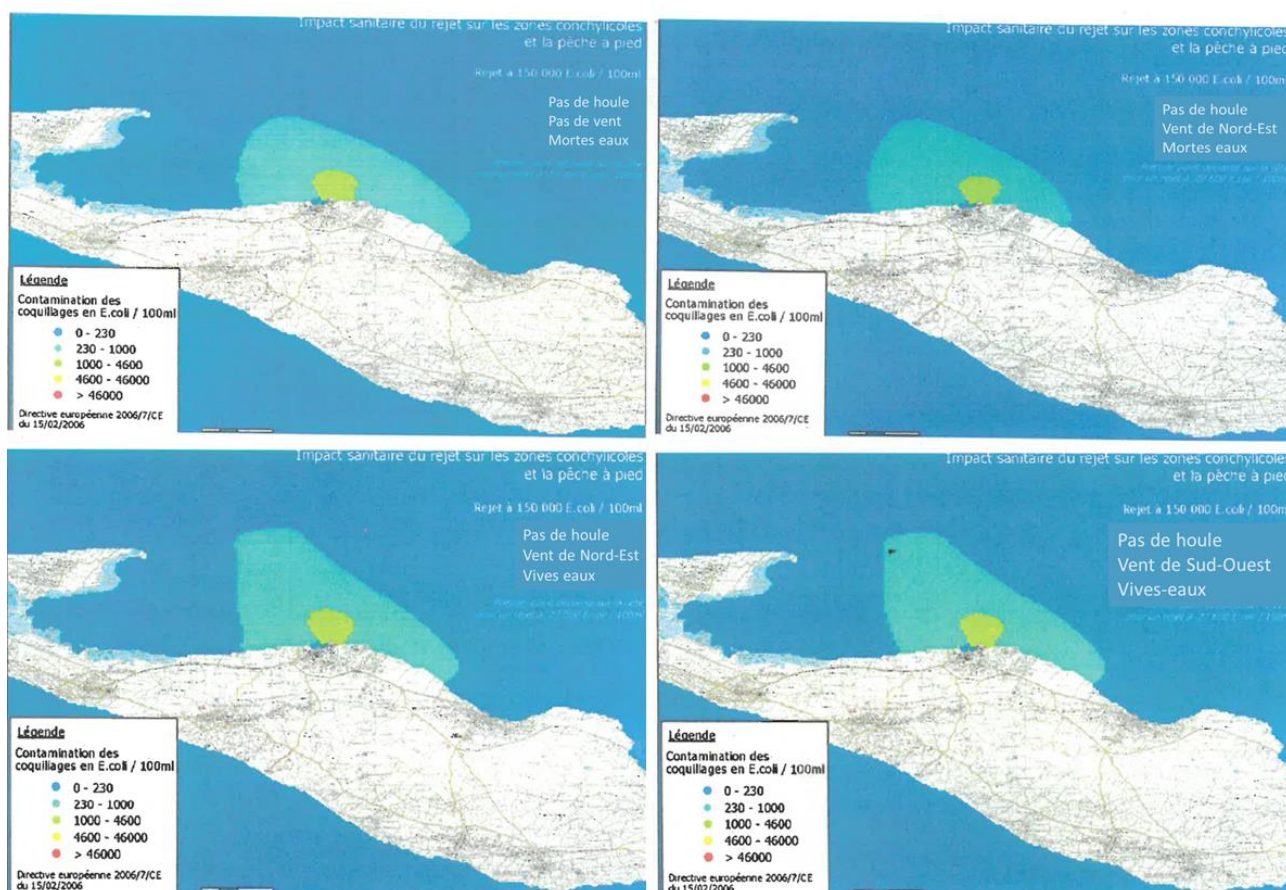 Impact sanitaire du rejet sur les zones conchylicoles
et la pêche à pied
Rejet à 150 000 E.coli / 100ml
Pas de houle
Pas de vent
Mortes eaux
Légende
Contamination des
coquillages en E.coli / 100ml
0 - 230
230 - 1000
1000 - 4600
4600 - 46000
> 46000
Directive européenne 2006/7/CE
du 15/02/2006
Impact sanitaire du rejet sur les zones conchylicoles
et la pêche à pied
Rejet à 150 000 E.coli / 100ml
Pas de houle
Vent de Nord-Est
Mortes eaux
Légende
Contamination des
coquillages en E.coli / 100ml
0 - 230
230 - 1000
1000 - 4600
4600 - 46000
> 46000
Directive européenne 2006/7/CE
du 15/02/2006
Impact sanitaire du rejet sur les zones conchylicoles
et la pêche à pied
Rejet à 150 000 E.coli / 100ml
Pas de houle
Vent de Nord-Est
Vives eaux
Légende
Contamination des
coquillages en E.coli / 100ml
0 - 230
230 - 1000
1000 - 4600
4600 - 46000
> 46000
Directive européenne 2006/7/CE
du 15/02/2006
Impact sanitaire du rejet sur les zones conchylicoles
et la pêche à pied
Rejet à 150 000 E.coli / 100ml
Pas de houle
Vent de Sud-Ouest
Vives-eaux
Légende
Contamination des
coquillages en E.coli / 100ml
0 - 230
230 - 1000
1000 - 4600
4600 - 46000
> 46000
Directive européenne 2006/7/CE
du 15/02/2006